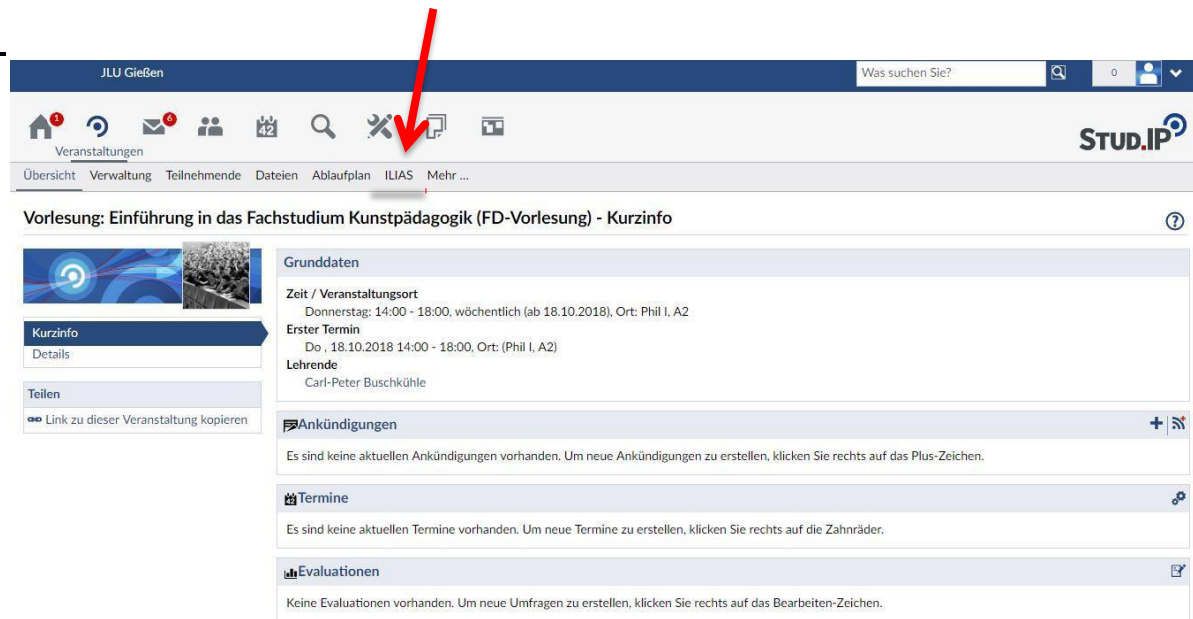 JLU Gießen
Was suchen Sie?
0
1
6
42
Veranstaltungen
STUD.IP
Übersicht Verwaltung Teilnehmende Dateien Ablaufplan ILIAS Mehr ...
Vorlesung: Einführung in das Fachstudium Kunstpädagogik (FD-Vorlesung) - Kurzinfo
?
Kurzinfo
Details
Teilen
Link zu dieser Veranstaltung kopieren
Grunddaten
Zeit / Veranstaltungsort
Donnerstag: 14:00 - 18:00, wöchentlich (ab 18.10.2018), Ort: Phil I, A2
Erster Termin
Do , 18.10.2018 14:00 - 18:00, Ort: (Phil I, A2)
Lehrende
Carl-Peter Buschkühle
Ankündigungen
Es sind keine aktuellen Ankündigungen vorhanden. Um neue Ankündigungen zu erstellen, klicken Sie rechts auf das Plus-Zeichen.
42 Termine
Es sind keine aktuellen Termine vorhanden. Um neue Termine zu erstellen, klicken Sie rechts auf die Zahnräder.
Evaluationen
Keine Evaluationen vorhanden. Um neue Umfragen zu erstellen, klicken Sie rechts auf das Bearbeiten-Zeichen.